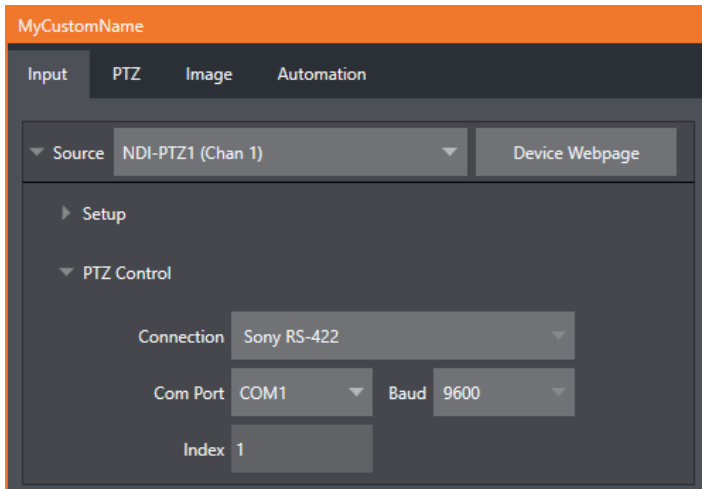 MyCustomName
Input PTZ Image Automation
Source NDI-PTZ1 (Chan 1) Device Webpage
Setup
PTZ Control
Connection Sony RS-422
Com Port COM1 Baud 9600
Index 1